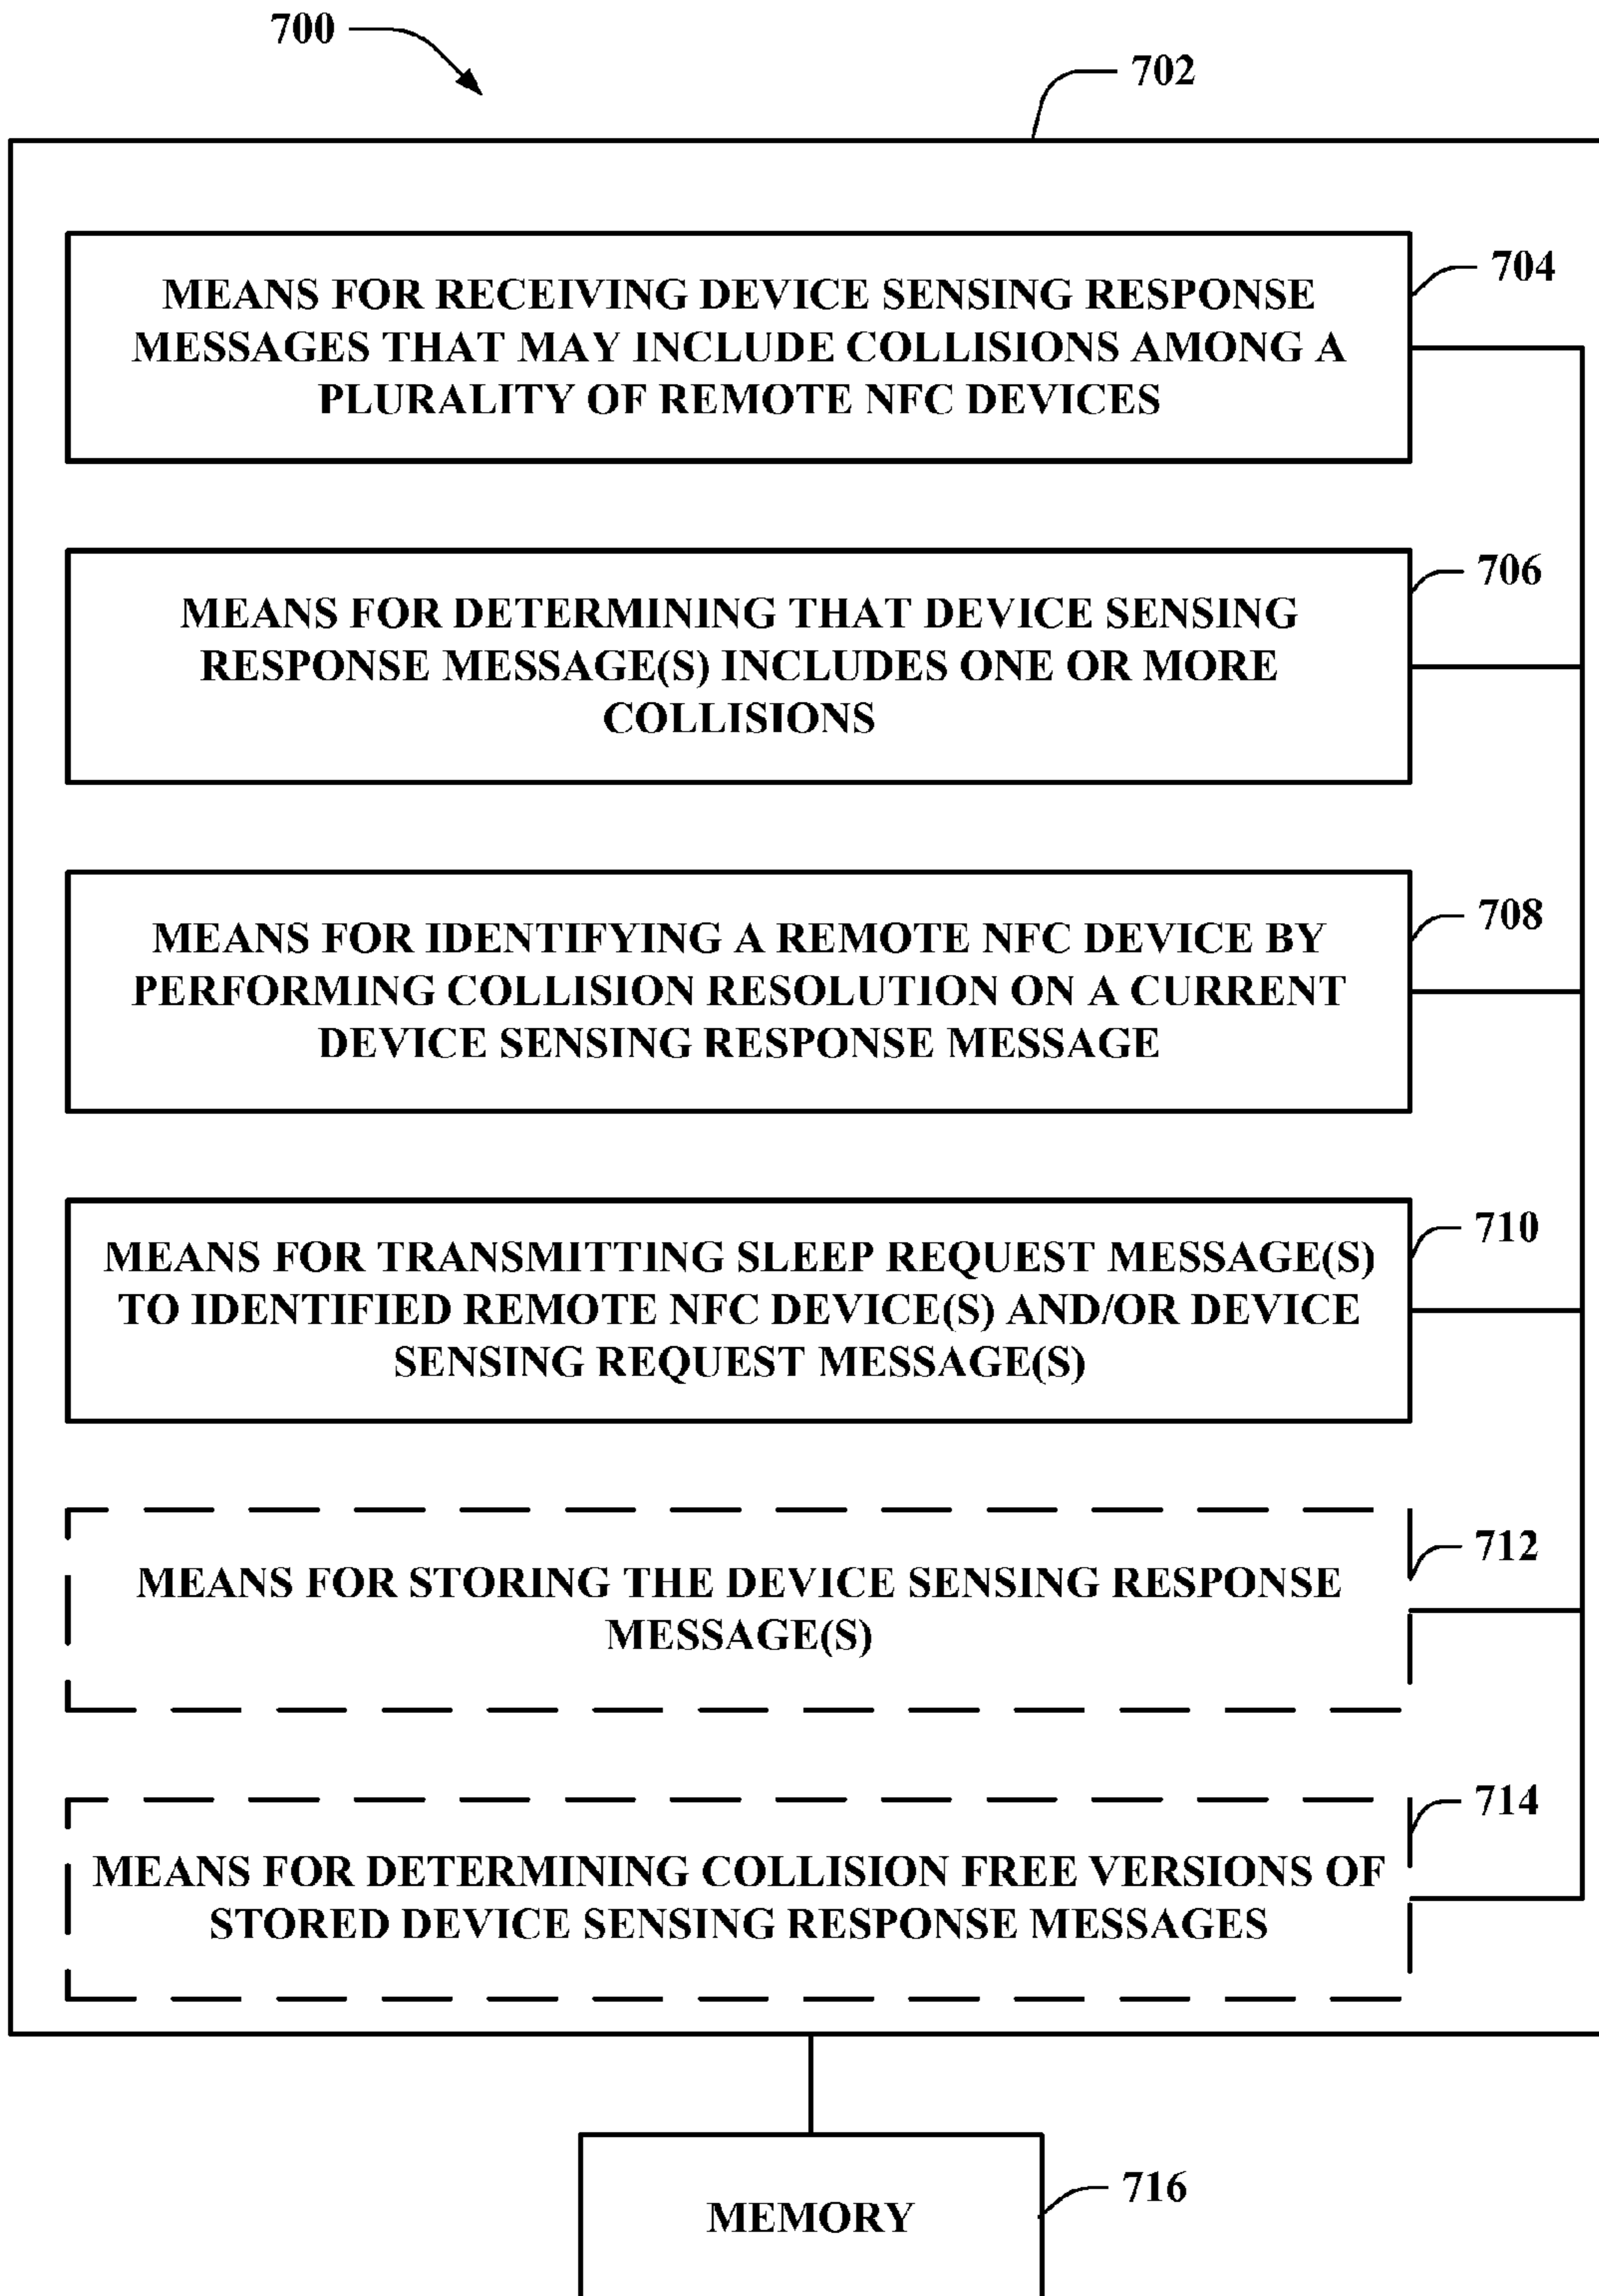 700
702
MEANS FOR RECEIVING DEVICE SENSING RESPONSE
MESSAGES THAT MAY INCLUDE COLLISIONS AMONG A
PLURALITY OF REMOTE NFC DEVICES
704
MEANS FOR DETERMINING THAT DEVICE SENSING
RESPONSE MESSAGE(S) INCLUDES ONE OR MORE
COLLISIONS
706
MEANS FOR IDENTIFYING A REMOTE NFC DEVICE BY
PERFORMING COLLISION RESOLUTION ON A CURRENT
DEVICE SENSING RESPONSE MESSAGE
708
MEANS FOR TRANSMITTING SLEEP REQUEST MESSAGE(S)
TO IDENTIFIED REMOTE NFC DEVICE(S) AND/OR DEVICE
SENSING REQUEST MESSAGE(S)
710
MEANS FOR STORING THE DEVICE SENSING RESPONSE
MESSAGE(S)
712
MEANS FOR DETERMINING COLLISION FREE VERSIONS OF
STORED DEVICE SENSING RESPONSE MESSAGES
714
MEMORY
716